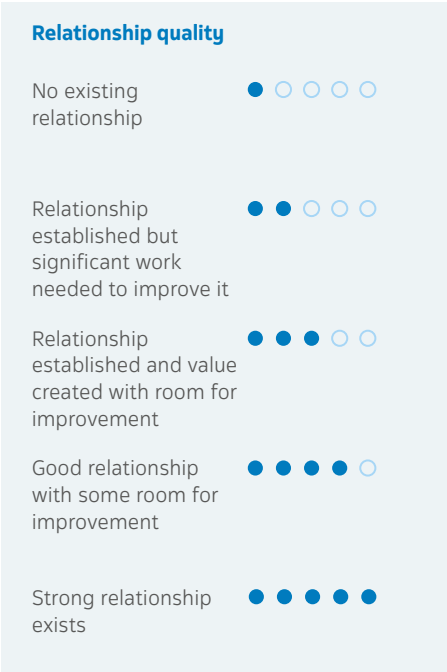 Relationship quality
No existing
relationship
Relationship
established but
significant work
needed to improve it
Relationship
established and value
created with room for
improvement
Good relationship
with some room for
improvement
Strong relationship
exists